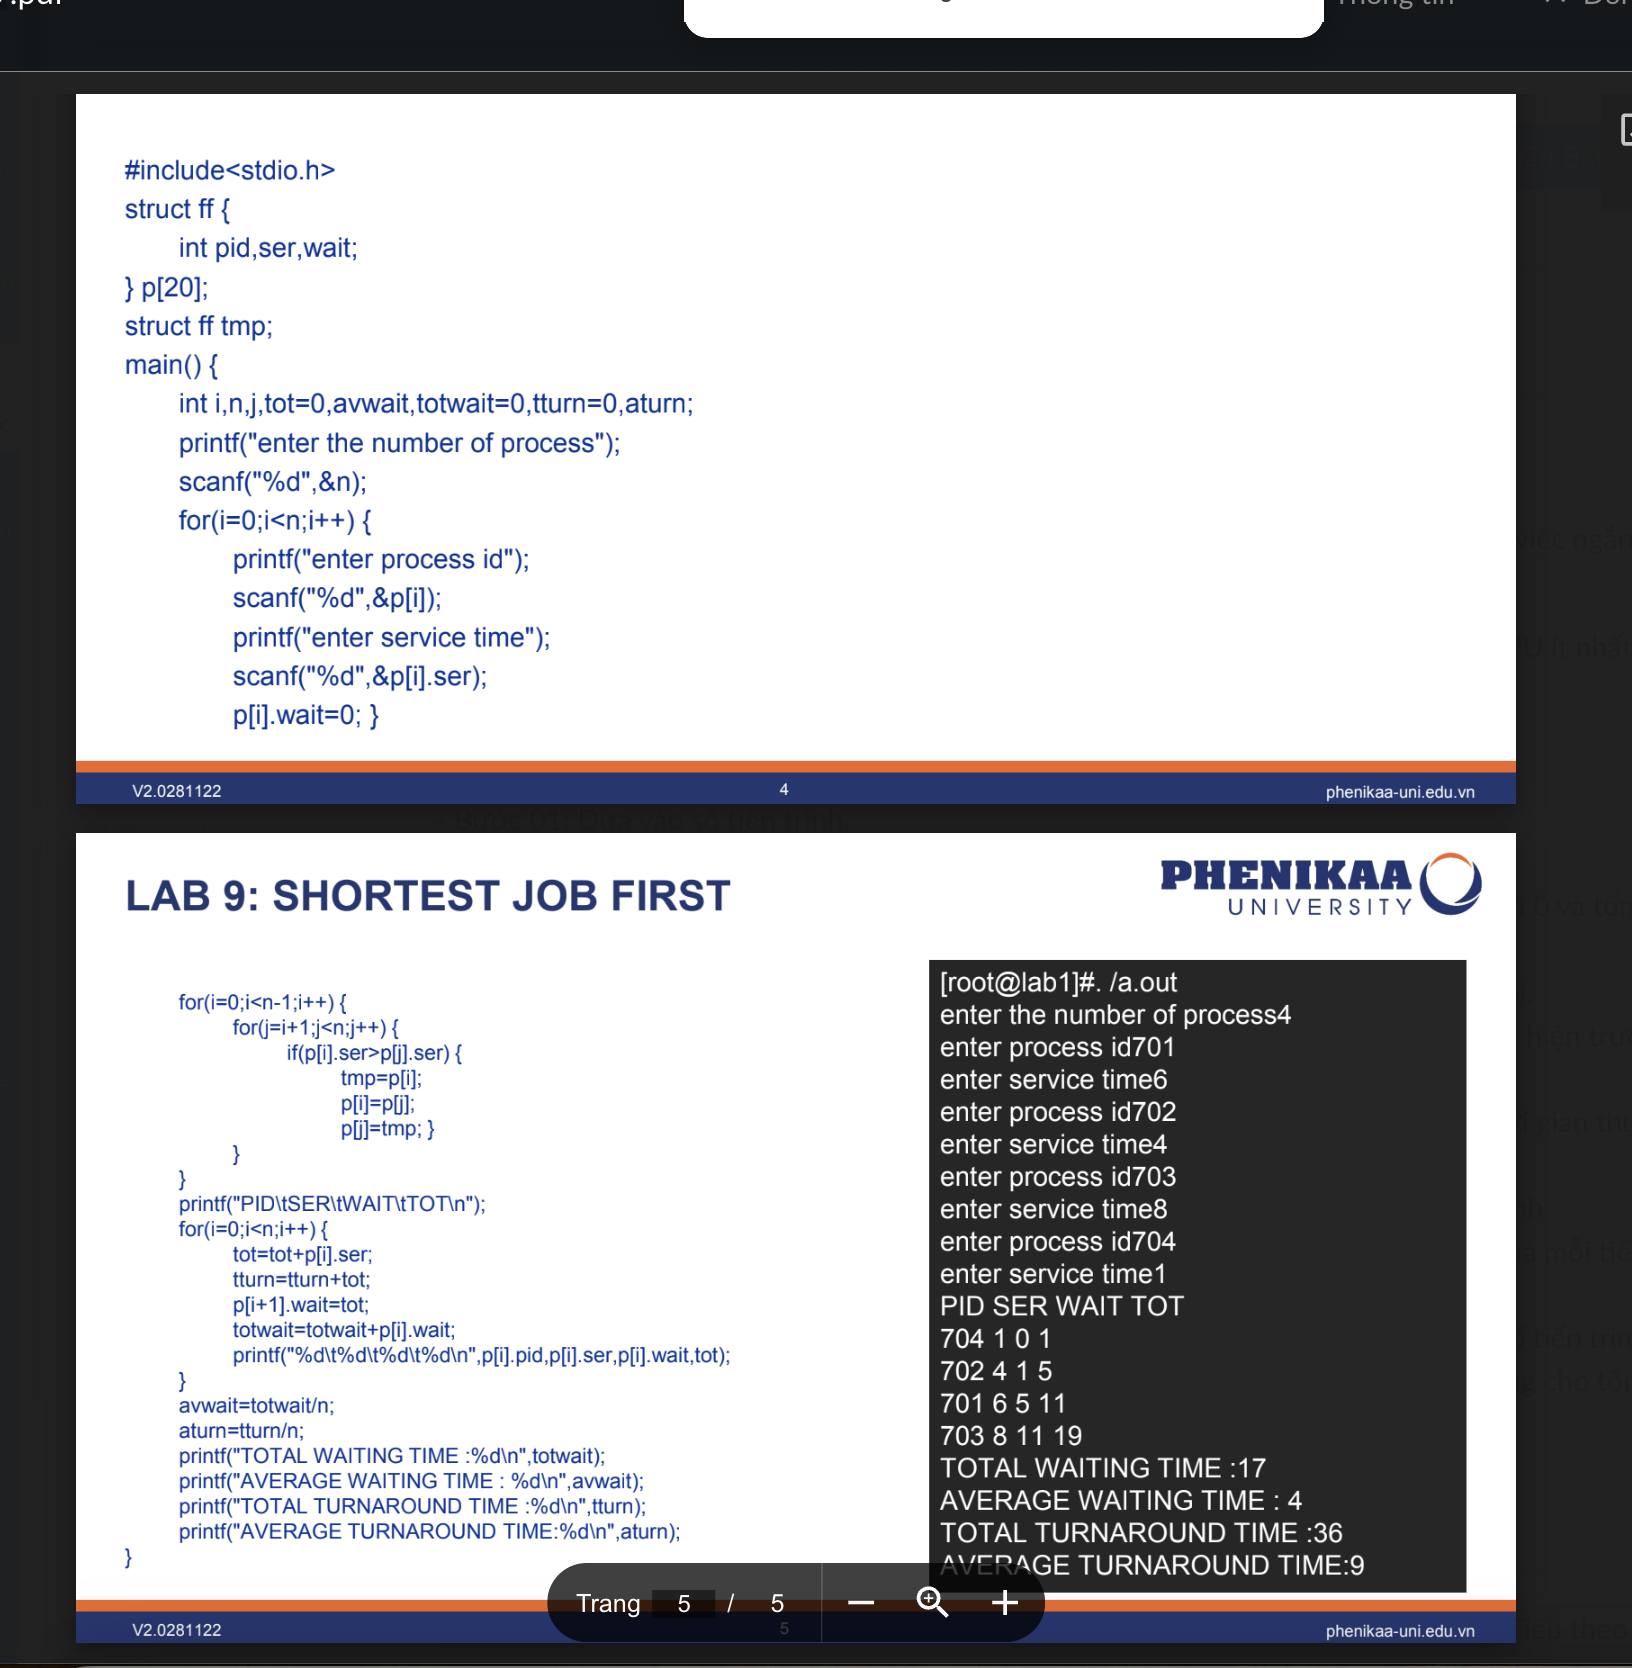 #include<stdio.h>
struct ff {
int pid,ser,wait;
} p[20];
struct ff tmp;
main() {
int i,n,j,tot=0,avwait,totwait=0,tturn=0,aturn;
printf("enter the number of process");
scanf("%d",&n);
for(i=0;i<n;i++) {
printf("enter process id");
scanf("%d",&p[i]);
printf("enter service time");
scanf("%d",&p[i].ser);
p[i].wait=0; }
V2.0281122
4
phenikaa-uni.edu.vn
Bước 01: Dựa vào số tiến trình
LAB 9: SHORTEST JOB FIRST
PHENIKAA
UNIVERSITY
for(i=0;i<n-1;i++) {
for(j=i+1;j<n;j++) {
if(p[i].ser>p[j].ser) {
tmp=p[i];
p[i]=p[j];
p[j]=tmp; }
}
}
printf("PID\tSER\tWAIT\tTOT\n");
for(i=0;i<n;i++) {
tot=tot+p[i].ser;
tturn=tturn+tot;
p[i+1].wait=tot;
totwait=totwait+p[i].wait;
printf("%d\t%d\t%d\t%d\n",p[i].pid,p[i].ser,p[i].wait,tot);
}
avwait=totwait/n;
aturn=tturn/n;
printf("TOTAL WAITING TIME :%d\n",totwait);
printf("AVERAGE WAITING TIME : %d\n",avwait);
printf("TOTAL TURNAROUND TIME :%d\n",tturn);
printf("AVERAGE TURNAROUND TIME:%d\n",aturn);
}
[root@lab1]#. /a.out
enter the number of process4
enter process id701
enter service time6
enter process id702
enter service time4
enter process id703
enter service time8
enter process id704
enter service time1
PID SER WAIT TOT
704 1 0 1
702 4 1 5
701 6 5 11
703 8 11 19
TOTAL WAITING TIME :17
AVERAGE WAITING TIME : 4
TOTAL TURNAROUND TIME :36
AVERAGE TURNAROUND TIME:9
Trang 5 / 5
V2.0281122
5
phenikaa-uni.edu.vn